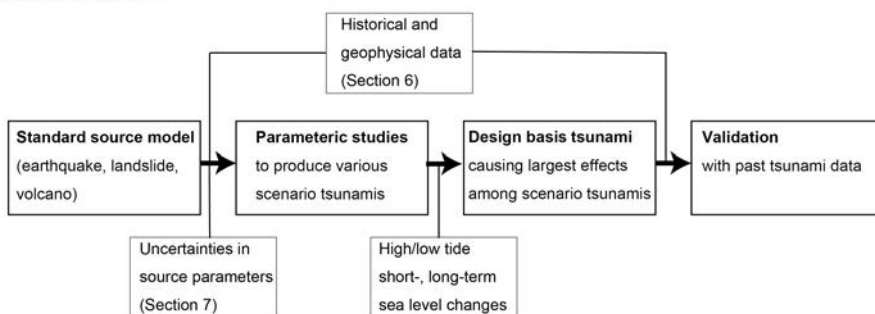 Historical and
geophysical data
(Section 6)
Standard source model
(earthquake, landslide,
volcano)
Parameteric studies
to produce various
scenario tsunamis
Design basis tsunami
causing largest effects
among scenario tsunamis
Validation
with past tsunami data
Uncertainties in
source parameters
(Section 7)
High/low tide
short-, long-term
sea level changes